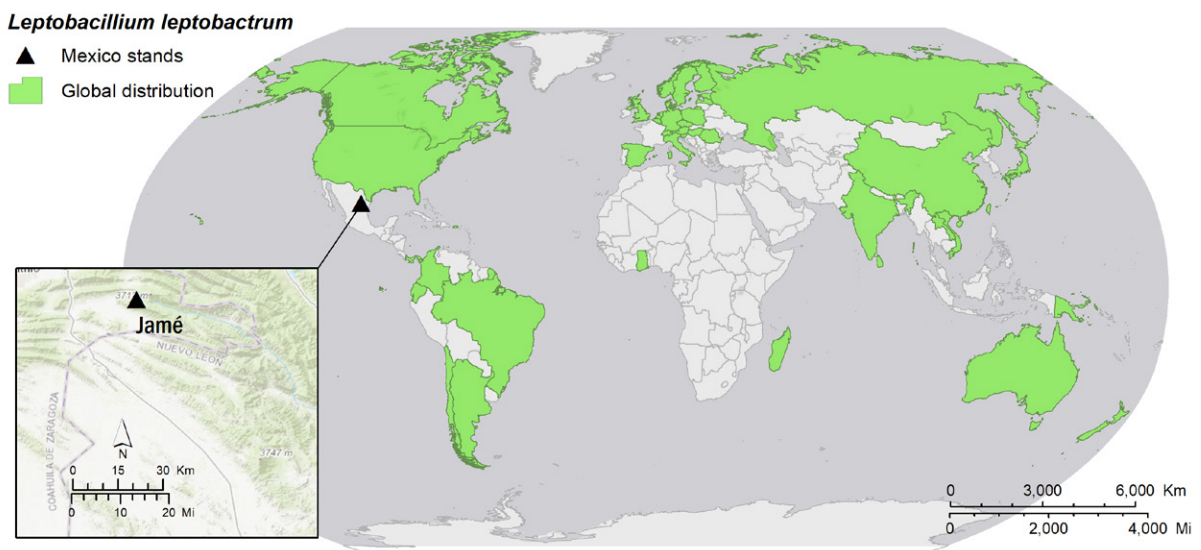 Leptobacillium leptobactrum
Mexico stands
Global distribution
Jamé
NUEVO LEÓN
COAHUILA DE ZARAGOZA
3747 m
N
0 15 30 Km
0 10 20 Mi
0 3,000 6,000 Km
0 2,000 4,000 Mi